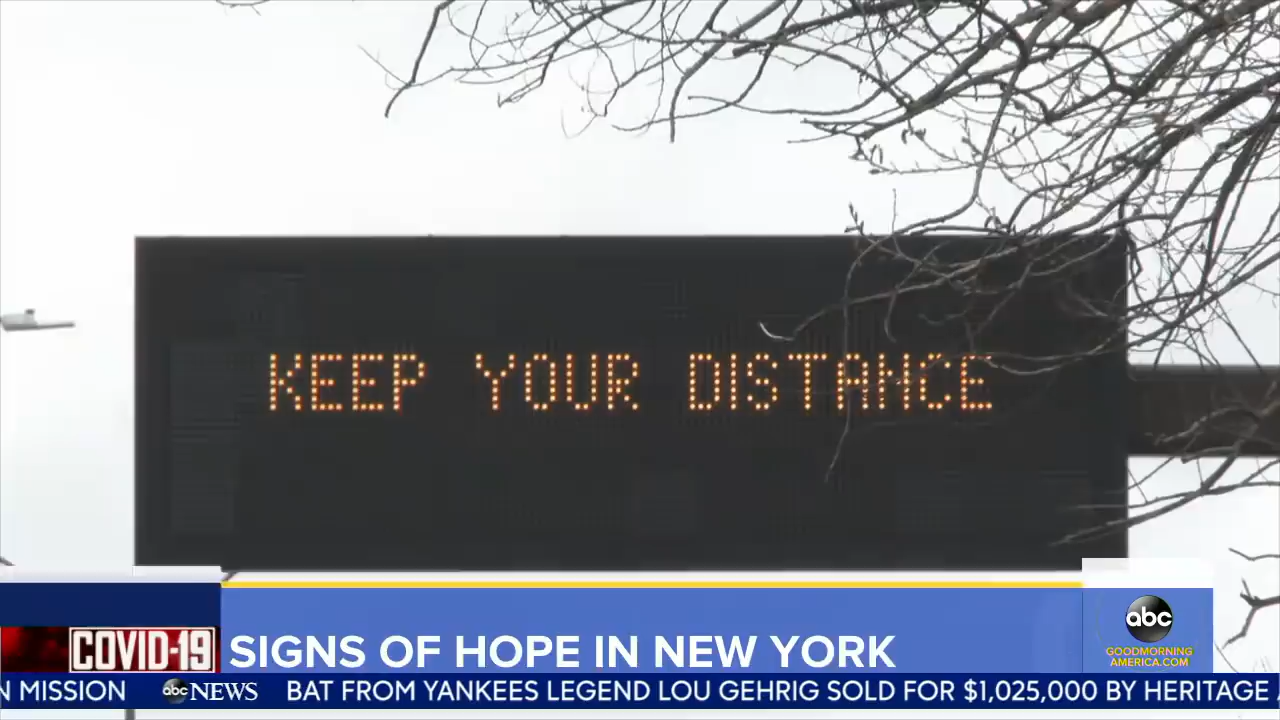 KEEP YOUR DISTANCE
COVID-19
SIGNS OF HOPE IN NEW YORK
abc
GOODMORNING
AMERICA.COM
N MISSION abc NEWS BAT FROM YANKEES LEGEND LOU GEHRIG SOLD FOR $1,025,000 BY HERITAGE A